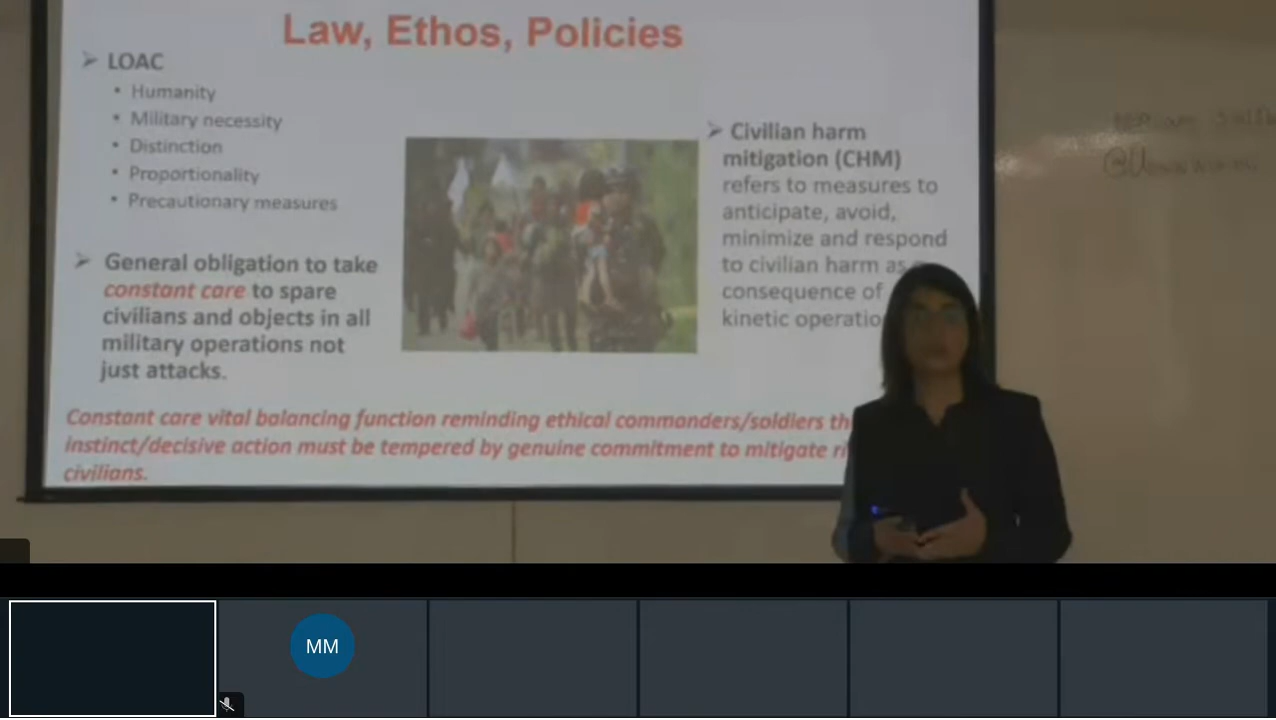 Law, Ethos, Policies
➢ LOAC
• Humanity
• Military necessity
• Distinction
• Proportionality
• Precautionary measures
➢ General obligation to take
constant care to spare
civilians and objects in all
military operations not
just attacks.
➢ Civilian harm
mitigation (CHM)
refers to measures to
anticipate, avoid,
minimize and respond
to civilian harm as
consequence of
kinetic operatio
Constant care vital balancing function reminding ethical commanders/soldiers th
instinct/decisive action must be tempered by genuine commitment to mitigate ri
civilians.
MM